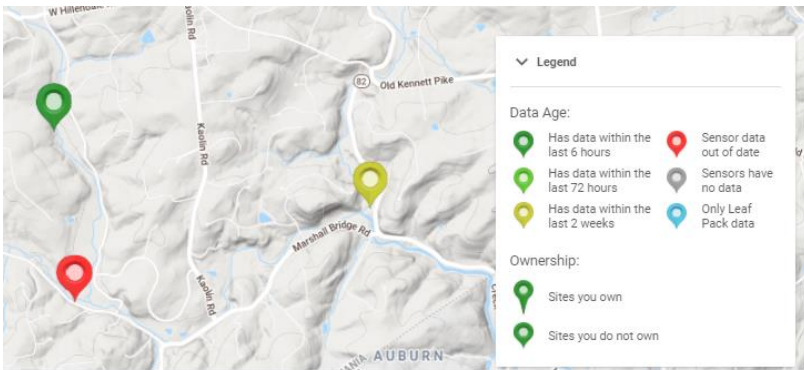 W Hillendale Rd
Kaolin Rd
82
Old Kennett Pike
Kaolin Rd
Marshall Bridge Rd
Kaolin Rd
AUBURN
Legend
Data Age:
Has data within the
last 6 hours
Has data within the
last 72 hours
Has data within the
last 2 weeks
Sensor data
out of date
Sensors have
no data
Only Leaf
Pack data
Ownership:
Sites you own
Sites you do not own